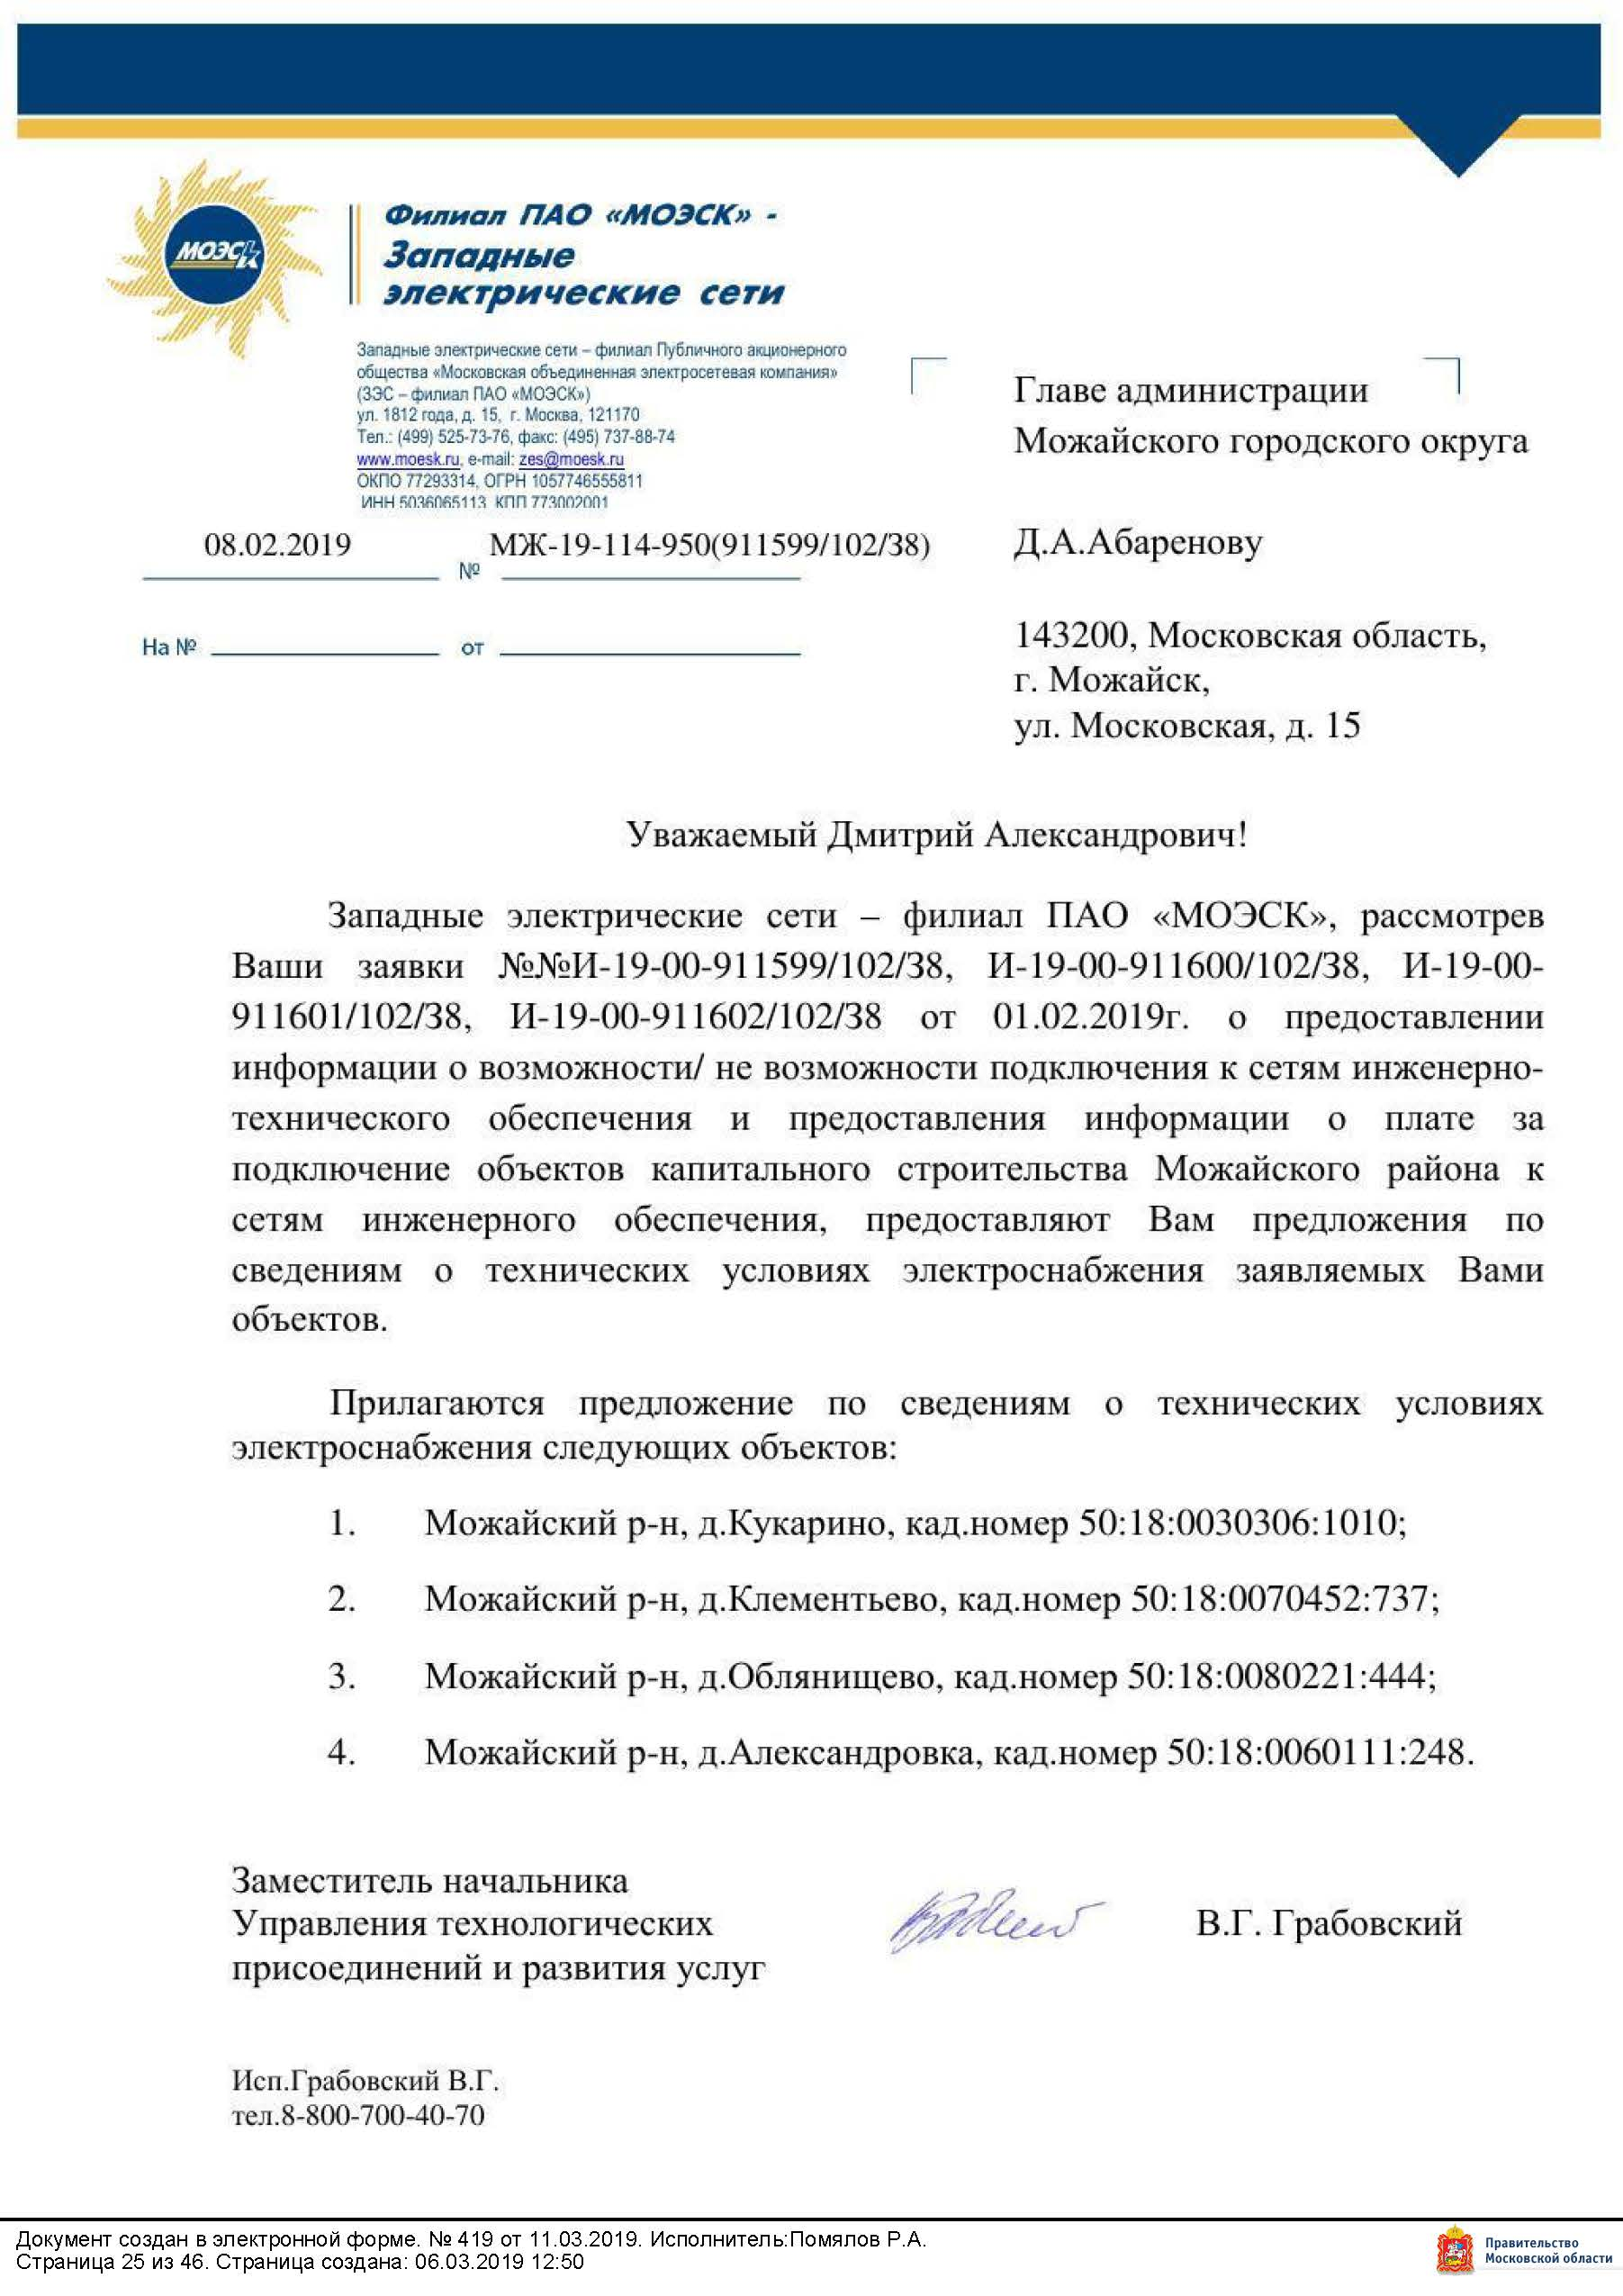 МОЭСК
Филиал ПАО «МОЭСК» -
Западные
электрические сети
Западные электрические сети – филиал Публичного акционерного
общества «Московская объединенная электросетевая компания»
(ЗЭС – филиал ПАО «МОЭСК»)
ул. 1812 года, д. 15, г. Москва, 121170
Тел.: (499) 525-73-76, факс: (495) 737-88-74
www.moesk.ru, e-mail: zes@moesk.ru
ОКПО 77293314, ОГРН 1057746555811
ИНН 5036065113 КПП 773002001
08.02.2019 № МЖ-19-114-950(911599/102/38)
На № от
Главе администрации
Можайского городского округа
Д.А.Абаренову
143200, Московская область,
г. Можайск,
ул. Московская, д. 15
Уважаемый Дмитрий Александрович!
Западные электрические сети – филиал ПАО «МОЭСК», рассмотрев
Ваши заявки №№И-19-00-911599/102/38, И-19-00-911600/102/38, И-19-00-
911601/102/38, И-19-00-911602/102/38 от 01.02.2019г. о предоставлении
информации о возможности/ не возможности подключения к сетям инженерно-
технического обеспечения и предоставления информации о плате за
подключение объектов капитального строительства Можайского района к
сетям инженерного обеспечения, предоставляют Вам предложения по
сведениям о технических условиях электроснабжения заявляемых Вами
объектов.
Прилагаются предложение по сведениям о технических условиях
электроснабжения следующих объектов:
1. Можайский р-н, д.Кукарино, кад.номер 50:18:0030306:1010;
2. Можайский р-н, д.Клементьево, кад.номер 50:18:0070452:737;
3. Можайский р-н, д.Облянищево, кад.номер 50:18:0080221:444;
4. Можайский р-н, д.Александровка, кад.номер 50:18:0060111:248.
Заместитель начальника
Управления технологических
присоединений и развития услуг
В.Г. Грабовский
Исп.Грабовский В.Г.
тел.8-800-700-40-70
Документ создан в электронной форме. № 419 от 11.03.2019. Исполнитель:Помялов Р.А.
Страница 25 из 46. Страница создана: 06.03.2019 12:50
Правительство
Московской области